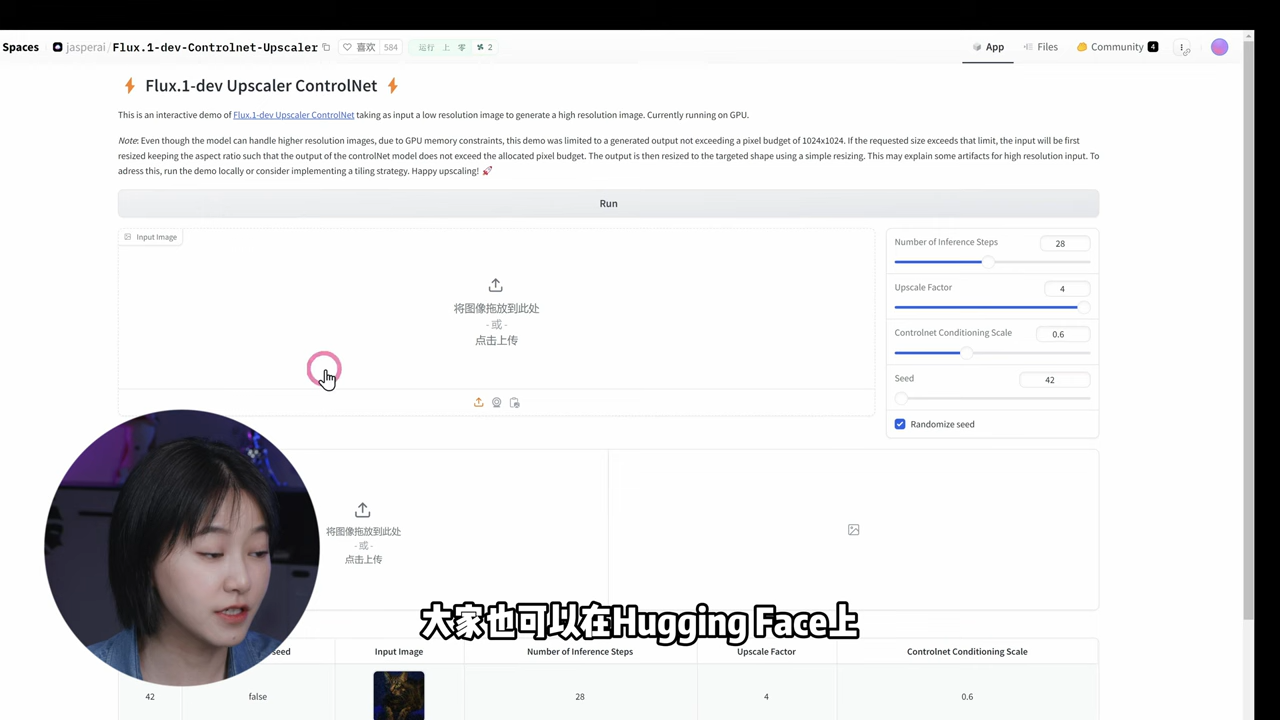 Spaces jasperai/Flux.1-dev-Controlnet-Upscaler 喜欢 584 运行 上 零 2 App Files Community 4
Flux.1-dev Upscaler ControlNet
This is an interactive demo of Flux.1-dev Upscaler ControlNet taking as input a low resolution image to generate a high resolution image. Currently running on GPU.
Note: Even though the model can handle higher resolution images, due to GPU memory constraints, this demo was limited to a generated output not exceeding a pixel budget of 1024x1024. If the requested size exceeds that limit, the input will be first
resized keeping the aspect ratio such that the output of the controlNet model does not exceed the allocated pixel budget. The output is then resized to the targeted shape using a simple resizing. This may explain some artifacts for high resolution input. To
adress this, run the demo locally or consider implementing a tiling strategy. Happy upscaling! 🚀
Run
Input Image
将图像拖放到此处
- 或 -
点击上传
Number of Inference Steps 28
Upscale Factor 4
Controlnet Conditioning Scale 0.6
Seed 42
Randomize seed
将图像拖放到此处
- 或 -
点击上传
大家也可以在Hugging Face上
seed Input Image Number of Inference Steps Upscale Factor Controlnet Conditioning Scale
42 false 28 4 0.6